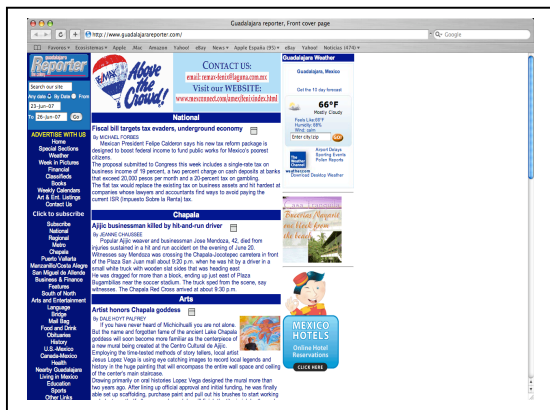 Guadalajara reporter, Front cover page
http://www.guadalajarareporter.com/
Google
Favoros Ecosistemas Apple Mac Amazon Yahoo! eBay News Apple España (95) eBay Yahoo! Noticias (474)
guadalajara
Reporter
Search our site
Any date By Date From
23-jun-07
To 26-jun-07 Go
ADVERTISE WITH US
Home
Special Sections
Weather
Week in Pictures
Financial
Classifieds
Books
Weekly Calendars
Art & Ent. Listings
Contact Us
Click to subscribe
Subscribe
National
Regional
Metro
Chapala
Puerto Vallarta
Manzanillo/Costa Alegre
San Miguel de Allende
Business & Finance
Features
South of North
Arts and Entertainment
Language
Bridge
Mail Bag
Food and Drink
Obituaries
History
U.S.-Mexico
Canada-Mexico
Health
Nearby Guadalajara
Living in Mexico
Education
Sports
Other Links
RE/MAX
Above
the
Crowd!
CONTACT US:
email: remax-fenix@laguna.com.mx
Visit our WEBSITE:
www.mexconnect.com/amex/fenix/index.html
National
Fiscal bill targets tax evaders, underground economy
By MICHAEL FORBES
Mexican President Felipe Calderon says his new tax reform package is
designed to boost federal income to fund public works for Mexico's poorest
citizens.
The proposal submitted to Congress this week includes a single-rate tax on
business income of 19 percent, a two percent charge on cash deposits at banks
that exceed 20,000 pesos per month and a 20-percent tax on gambling.
The flat tax would replace the existing tax on business assets and hit hardest at
companies whose lawyers and accountants find ways to avoid paying the
current ISR (Impuesto Sobre la Renta) tax.
Chapala
Ajijic businessman killed by hit-and-run driver
By JEANNE CHAUSSEE
Popular Ajijic weaver and businessman Jose Mendoza, 42, died from
injuries sustained in a hit and run accident on the evening of June 20.
Witnesses say Mendoza was crossing the Chapala-Jocotepec carretera in front
of the Plaza San Juan mall about 9:20 p.m. when he was hit by a driver in a
small white truck with wooden slat sides that was heading east
He was dragged for more than a block, ending up just east of Plaza
Bugambilias near the soccer stadium. The truck sped from the scene, say
witnesses. The Chapala Red Cross arrived at about 9:30 p.m.
Arts
Artist honors Chapala goddess
By DALE HOYT PALFREY
If you have never heard of Michicihualli you are not alone.
But the name and forgotten fame of the ancient Lake Chapala
goddess will soon become more familiar as the centerpiece of
a new mural being created at the Centro Cultural de Ajijic.
Employing the time-tested methods of story tellers, local artist
Jesus Lopez Vega is using eye catching images to record local legends and
history in the huge painting that will encompass the entire wall space and ceiling
of the center's main staircase.
Drawing primarily on oral histories Lopez Vega designed the mural more than
two years ago. After lining up official approval and initial funding, he was finally
able set up scaffolding, purchase paint and pull out his brushes to start working
Guadalajara Weather
Guadalajara, Mexico
Get the 10 day forecast
66°F
Mostly Cloudy
Feels Like: 66°F
Humidity: 88%
Wind: calm
Enter city/zip GO
The
Weather
Channel
weather.com
Airport Delays
Sporting Events
Pollen Reports
Download Desktop Weather
MEXICO
HOTELS
Online Hotel
Reservations
CLICK HERE